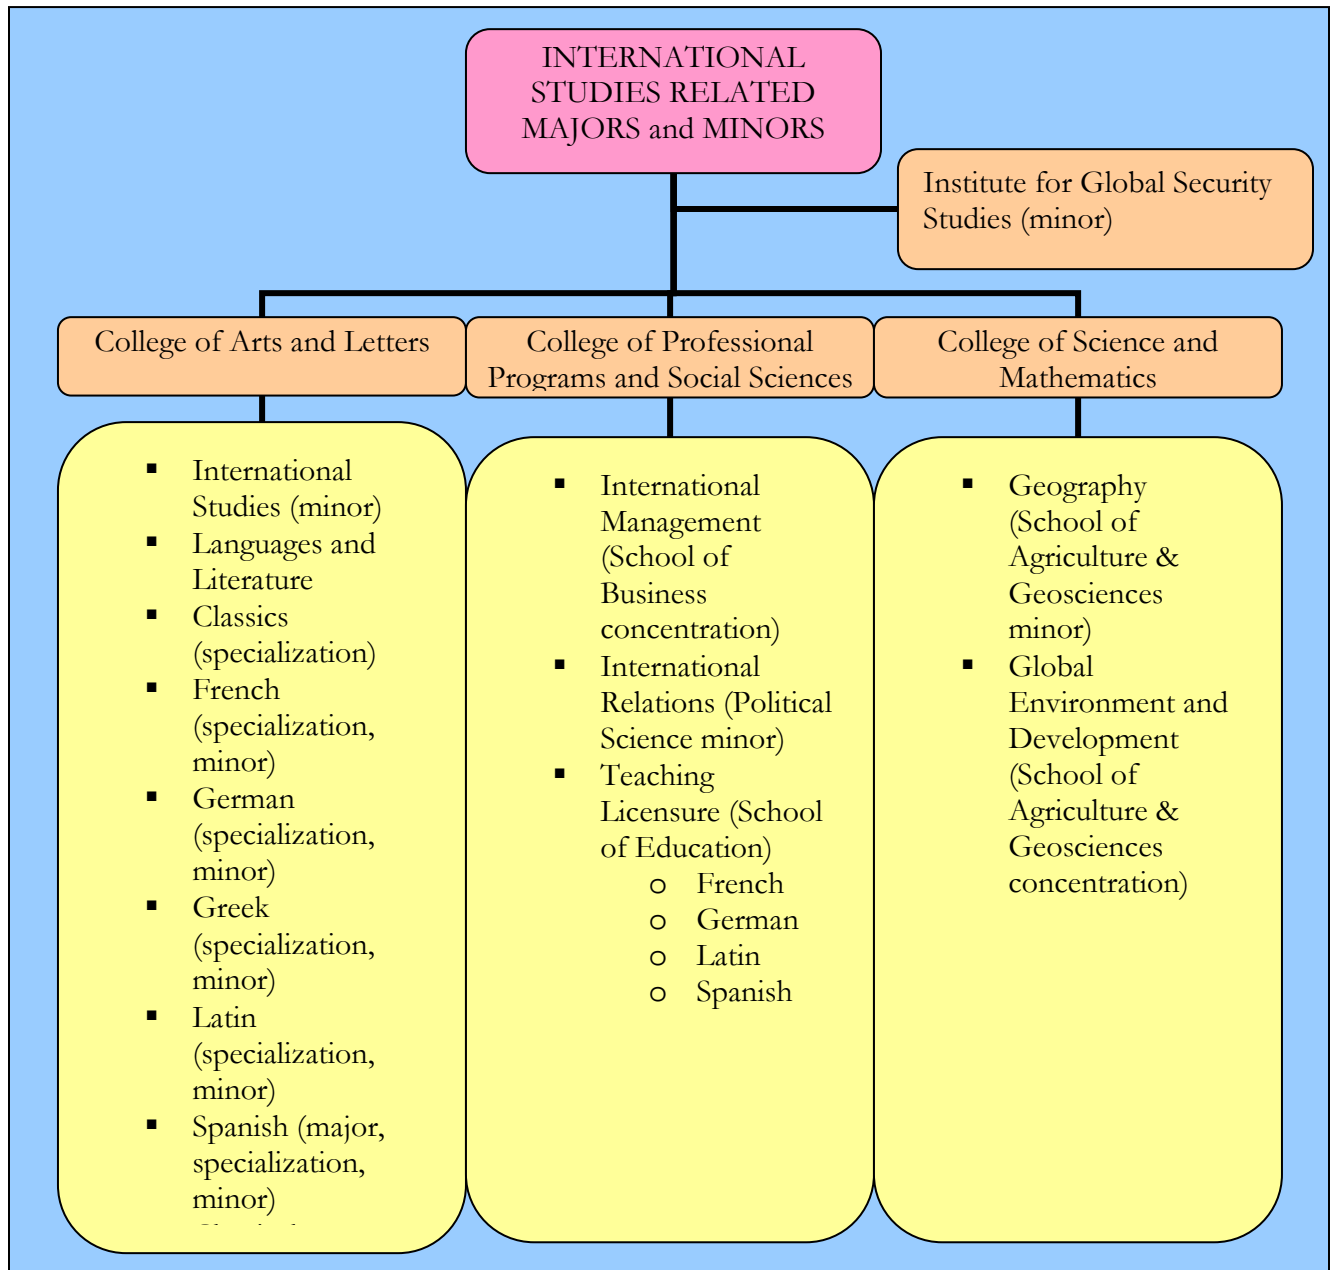 INTERNATIONAL
STUDIES RELATED
MAJORS and MINORS
Institute for Global Security
Studies (minor)
College of Arts and Letters
College of Professional
Programs and Social Sciences
College of Science and
Mathematics
▪ International
Studies (minor)
▪ Languages and
Literature
▪ Classics
(specialization)
▪ French
(specialization,
minor)
▪ German
(specialization,
minor)
▪ Greek
(specialization,
minor)
▪ Latin
(specialization,
minor)
▪ Spanish (major,
specialization,
minor)
▪ International
Management
(School of
Business
concentration)
▪ International
Relations (Political
Science minor)
▪ Teaching
Licensure (School
of Education)
o French
o German
o Latin
o Spanish
▪ Geography
(School of
Agriculture &
Geosciences
minor)
▪ Global
Environment and
Development
(School of
Agriculture &
Geosciences
concentration)